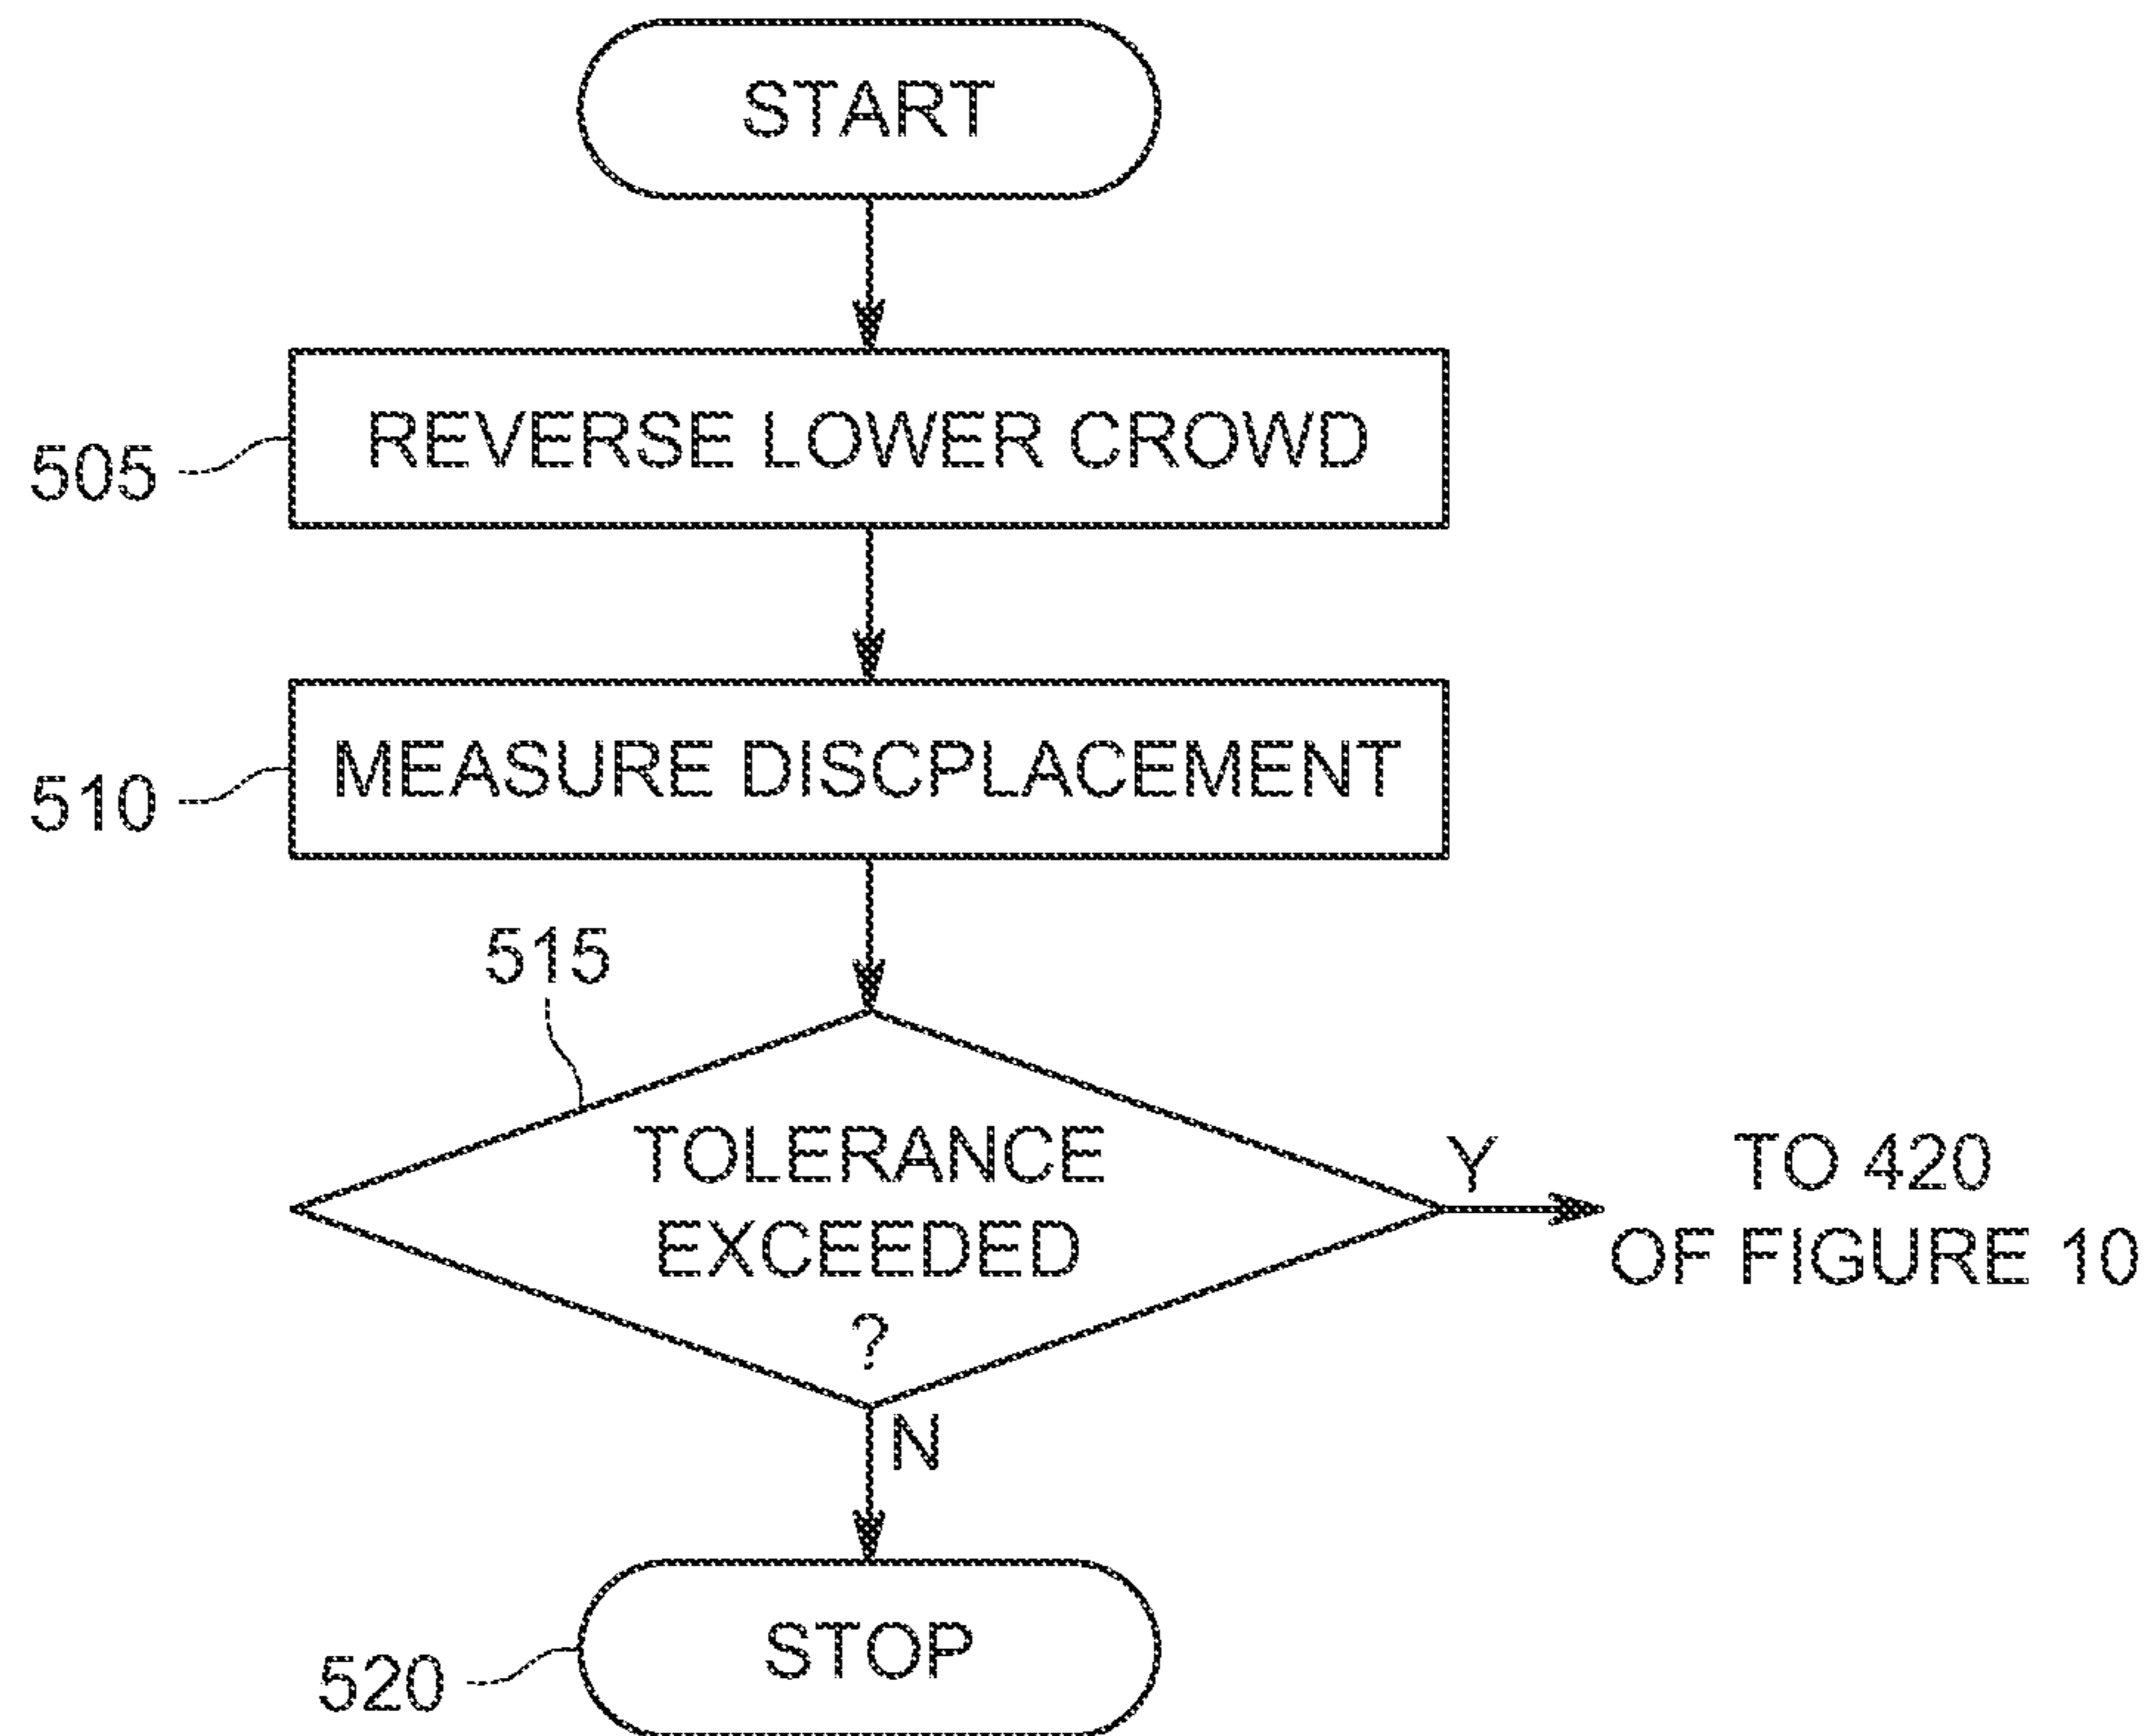 START
505
REVERSE LOWER CROWD
510
MEASURE DISCPLACEMENT
515
TOLERANCE
EXCEEDED
?
Y
TO 420
OF FIGURE 10
N
520
STOP